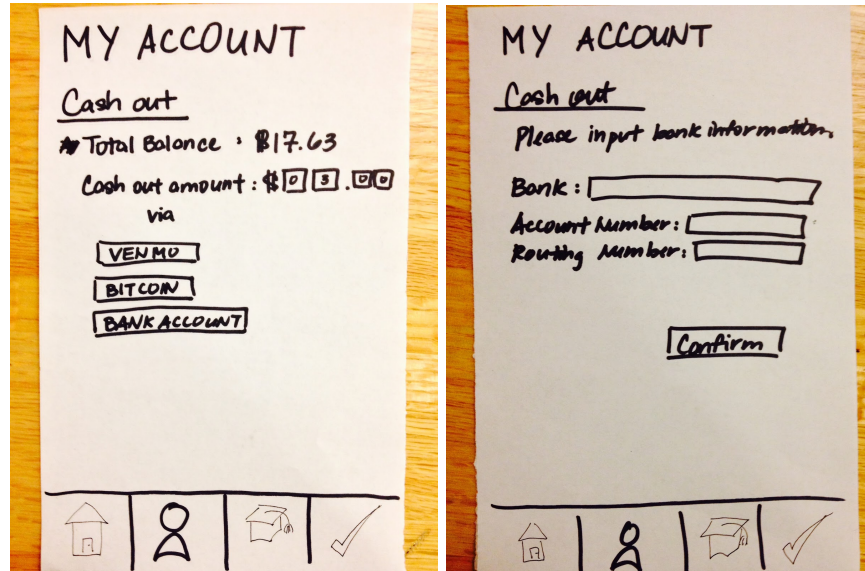 MY ACCOUNT
Cash out
Total Balance : $17.63
Cash out amount : $ 0 3 . 0 0
via
VENMO
BITCOIN
BANK ACCOUNT
MY ACCOUNT
Cash out
Please input bank information.
Bank :
Account Number :
Routing Number :
Confirm